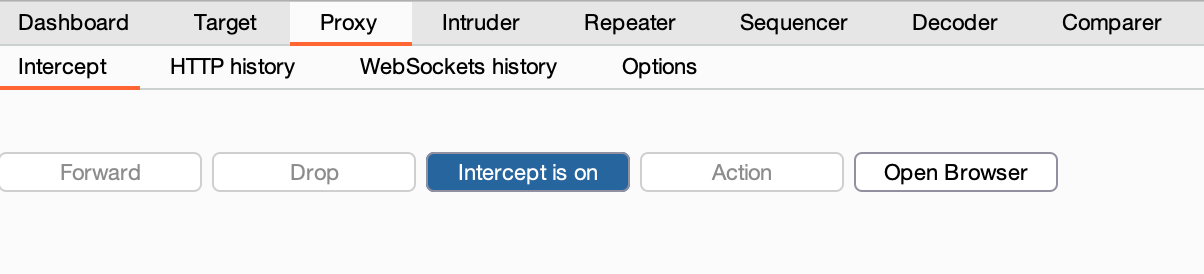 Dashboard Target Proxy Intruder Repeater Sequencer Decoder Comparer
Intercept HTTP history WebSockets history Options
Forward Drop Intercept is on Action Open Browser